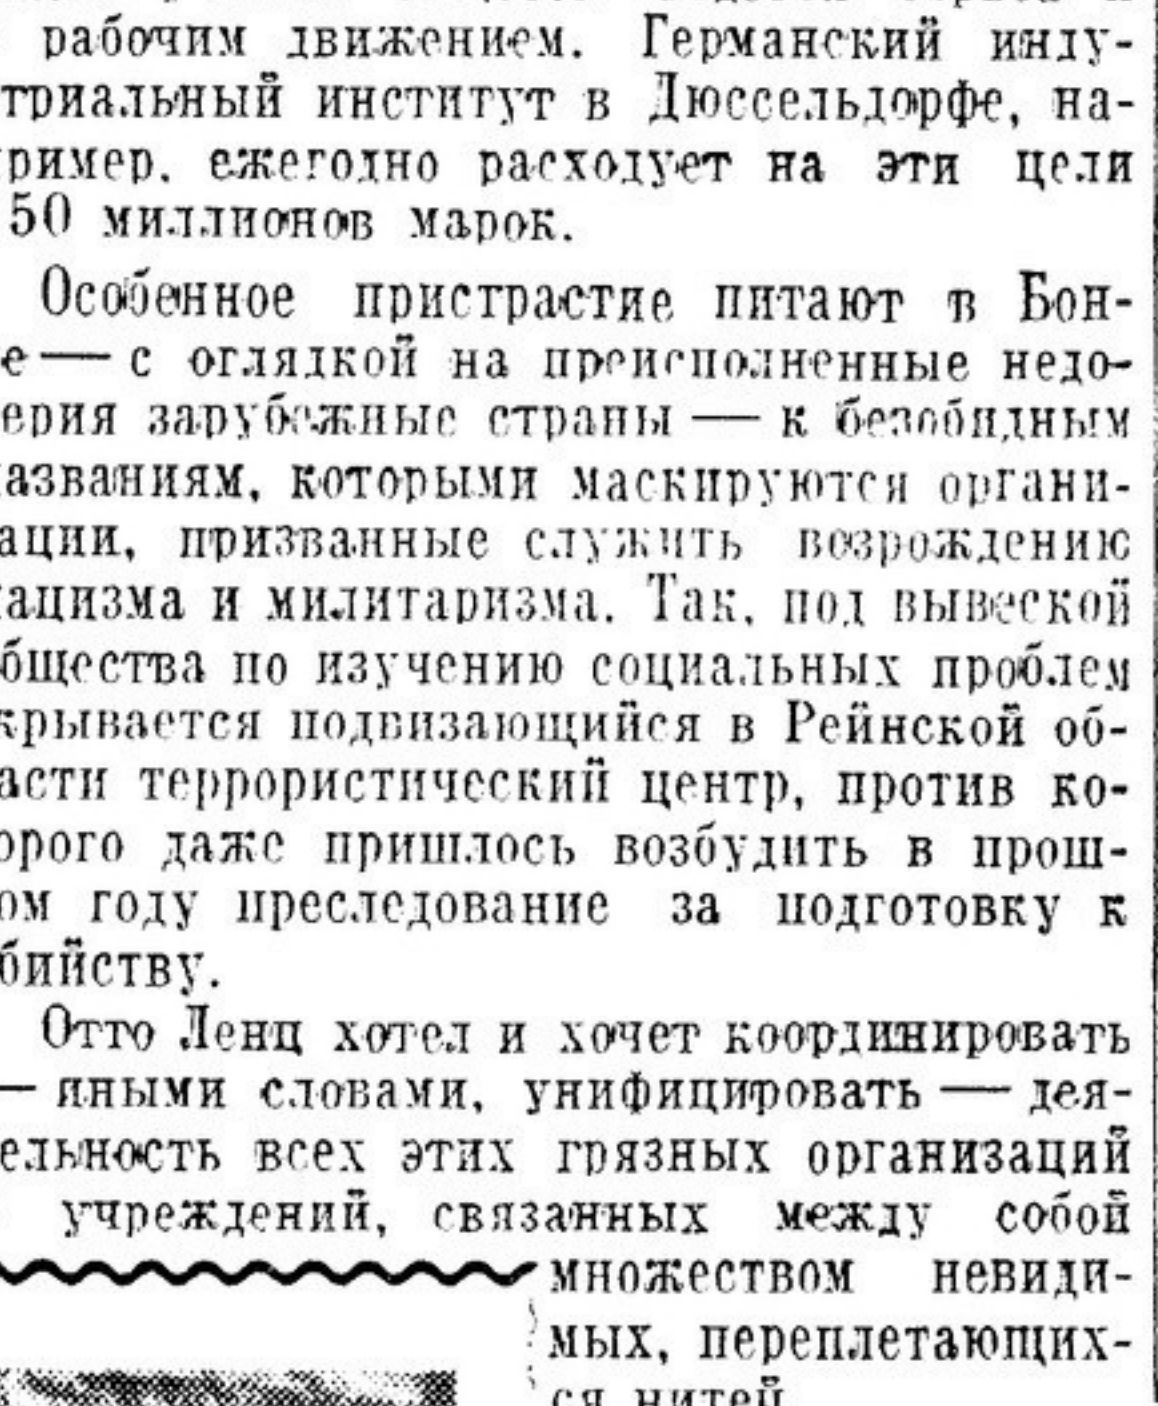 рабочим движением. Германский инду-
триальный институт в Дюссельдорфе, на-
ример, ежегодно расходует на эти цели
50 миллионов марок.
Особенное пристрастие питают в Бон-
е — с оглядкой на преисполненные недо-
ерия зарубежные страны — к безобидным
азваниям, которыми маскируются органи-
ации, призванные служить возрождению
ацизма и милитаризма. Так, под вывеской
бщества по изучению социальных проблем
крывается подвизающийся в Рейнской об-
асти террористический центр, против ко-
орого даже пришлось возбудить в прош-
ом году преследование за подготовку к
бийству.
Отто Ленц хотел и хочет координировать
— иными словами, унифицировать — дея-
ельность всех этих грязных организаций
учреждений, связанных между собой
множеством невиди-
мых, переплетающих-
ся нитей